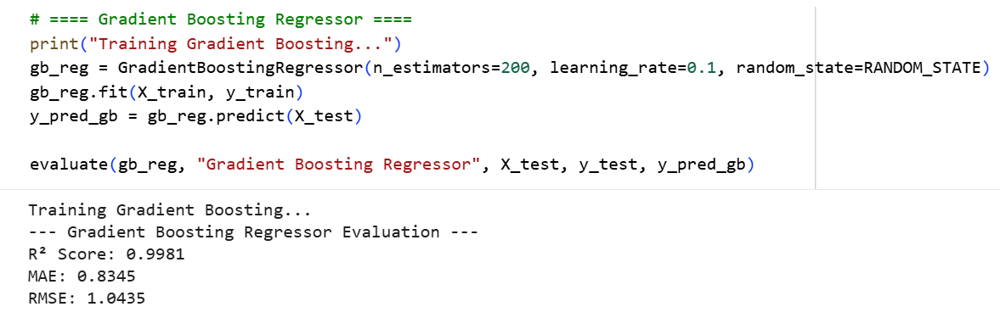 # ==== Gradient Boosting Regressor ====
print("Training Gradient Boosting...")
gb_reg = GradientBoostingRegressor(n_estimators=200, learning_rate=0.1, random_state=RANDOM_STATE)
gb_reg.fit(X_train, y_train)
y_pred_gb = gb_reg.predict(X_test)
evaluate(gb_reg, "Gradient Boosting Regressor", X_test, y_test, y_pred_gb)
Training Gradient Boosting...
--- Gradient Boosting Regressor Evaluation ---
R² Score: 0.9981
MAE: 0.8345
RMSE: 1.0435